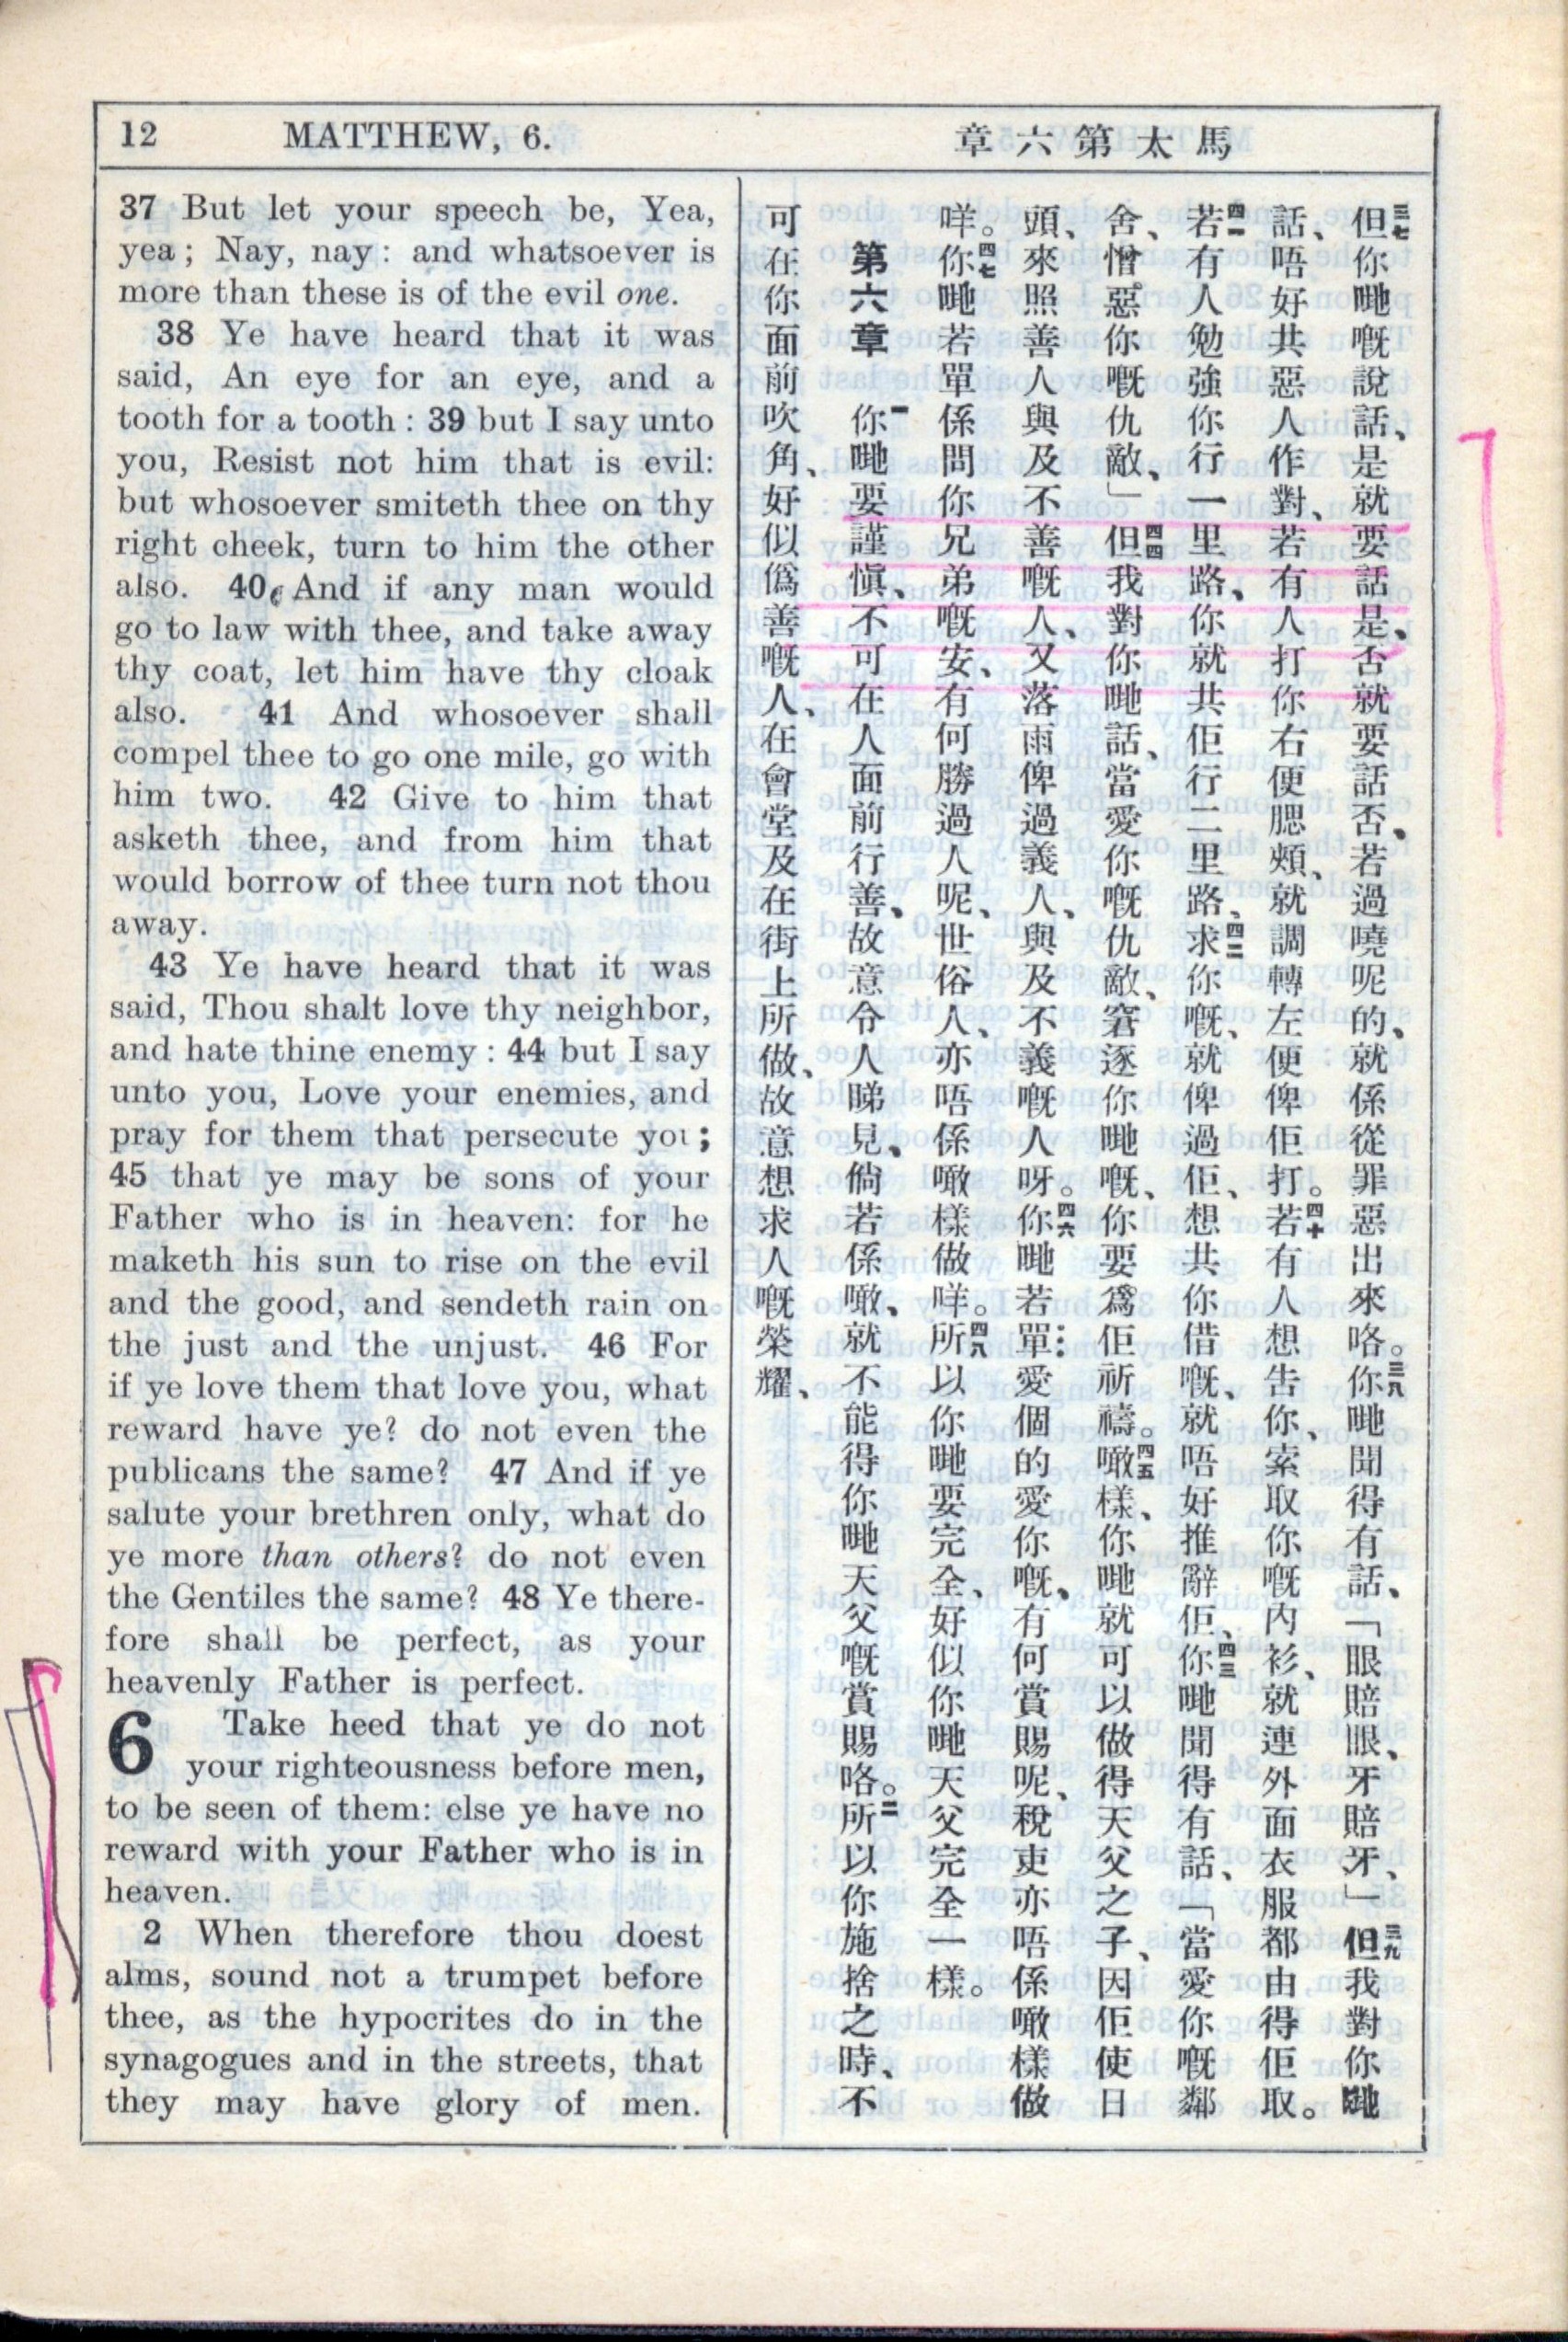 12 MATTHEW, 6.
章六第太馬
37 But let your speech be, Yea,
yea; Nay, nay: and whatsoever is
more than these is of the evil one.
38 Ye have heard that it was
said, An eye for an eye, and a
tooth for a tooth: 39 but I say unto
you, Resist not him that is evil:
but whosoever smiteth thee on thy
right cheek, turn to him the other
also. 40 And if any man would
go to law with thee, and take away
thy coat, let him have thy cloak
also. 41 And whosoever shall
compel thee to go one mile, go with
him two. 42 Give to him that
asketh thee, and from him that
would borrow of thee turn not thou
away.
43 Ye have heard that it was
said, Thou shalt love thy neighbor,
and hate thine enemy: 44 but I say
unto you, Love your enemies, and
pray for them that persecute you;
45 that ye may be sons of your
Father who is in heaven: for he
maketh his sun to rise on the evil
and the good, and sendeth rain on
the just and the unjust. 46 For
if ye love them that love you, what
reward have ye? do not even the
publicans the same? 47 And if ye
salute your brethren only, what do
ye more than others? do not even
the Gentiles the same? 48 Ye there-
fore shall be perfect, as your
heavenly Father is perfect.
6 Take heed that ye do not
your righteousness before men,
to be seen of them: else ye have no
reward with your Father who is in
heaven.
2 When therefore thou doest
alms, sound not a trumpet before
thee, as the hypocrites do in the
synagogues and in the streets, that
they may have glory of men.
三七但你哋嘅說話、是就要話是、否就要話否、若過嘵呢的、就係從罪惡出來咯。三八你哋聞得有話、「眼賠眼、牙賠牙、」三九但我對你哋
話、唔好共惡人作對、若有人打你右便腮頰、就調轉左便俾佢打。四十若有人想告你、索取你嘅內衫、就連外面衣服都由得佢取。
四一若有人勉強你行一里路、你就共佢行二里路、四二求你嘅、就俾過佢、想共你借嘅、就唔好推辭佢、四三你哋聞得有話、「當愛你嘅鄰
舍、憎惡你嘅仇敵、」四四但我對你哋話、當愛你嘅仇敵、窘逐你哋嘅、你要爲佢祈禱。四五噉樣、你哋就可以做得天父之子、因佢使日
頭、來照善人與及不善嘅人、又落雨俾過義人、與及不義嘅人呀。四六你哋若單愛個的愛你嘅、有何賞賜呢、稅吏亦唔係噉樣做
咩。四七你哋若單係問你兄弟嘅安、有何勝過人呢、世俗人、亦唔係噉樣做咩。四八所以你哋要完全、好似你哋天父完全一樣。
第六章 一你哋要謹愼、不可在人面前行善、故意令人睇見、倘若係噉、就不能得你哋天父嘅賞賜咯。二所以你施捨之時、不
可在你面前吹角、好似僞善嘅人、在會堂及在街上所做、故意想求人嘅榮耀、